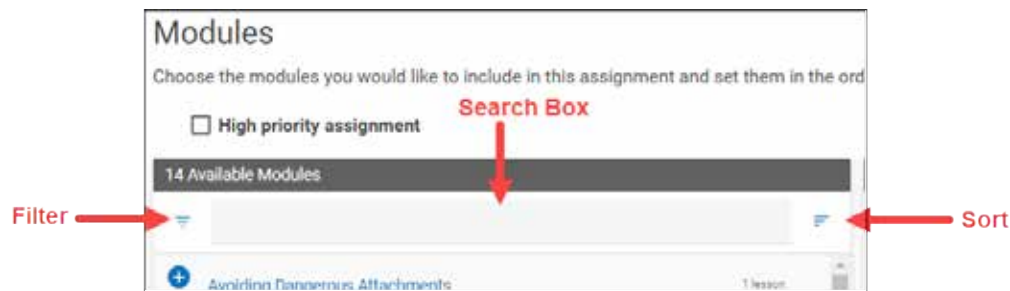 Modules
Choose the modules you would like to include in this assignment and set them in the ord
Search Box
High priority assignment
14 Available Modules
Filter
Sort
Avoiding Dangerous Attachments
1 lesson